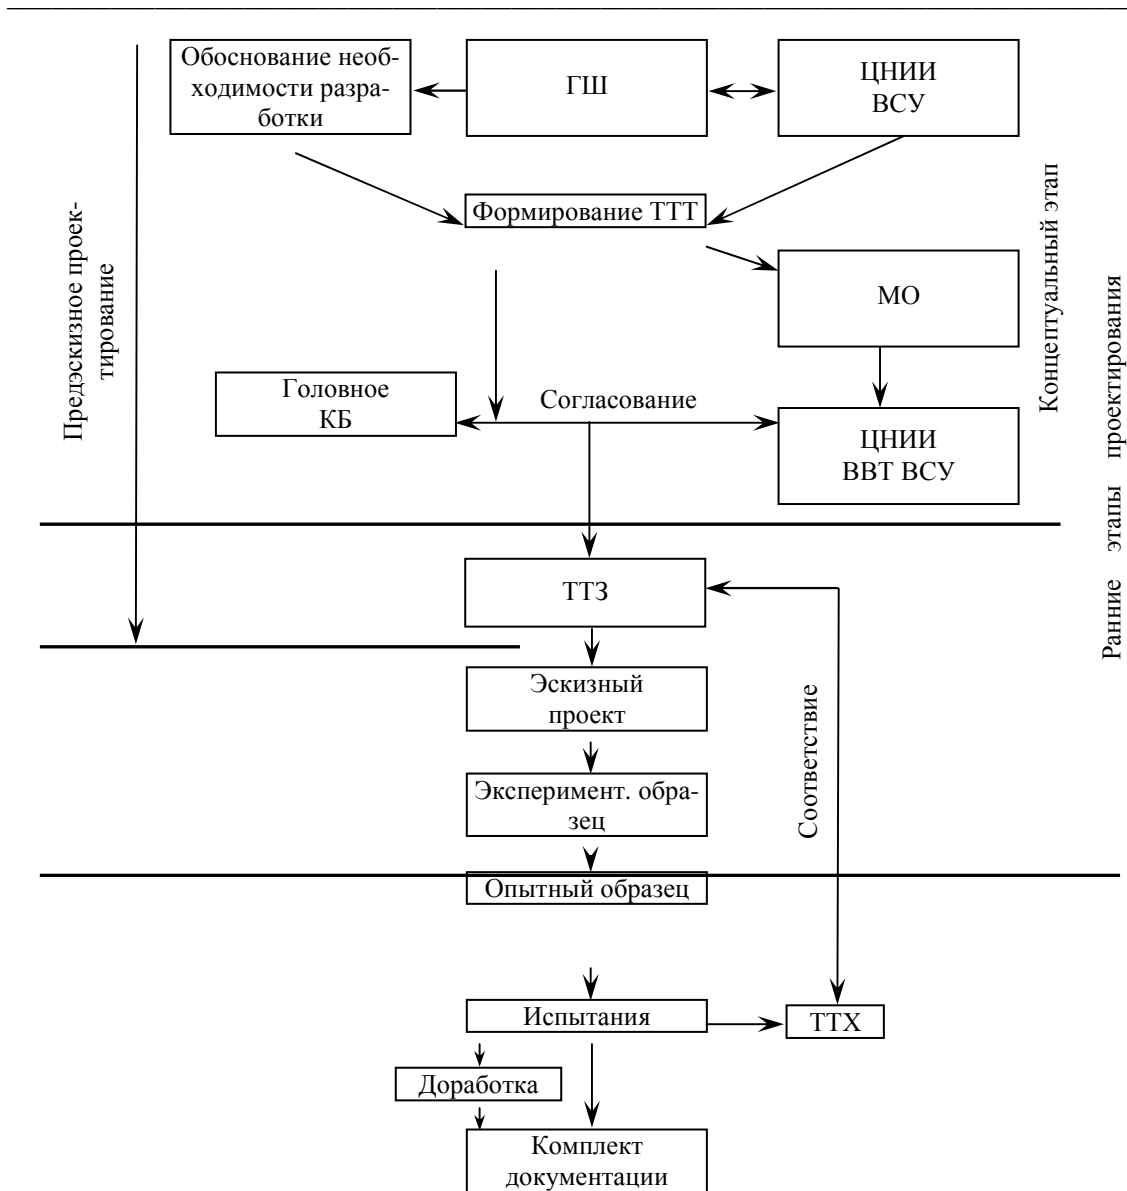 Обоснование необ-
ходимости разра-
ботки
ГШ
ЦНИИ
ВСУ
Формирование ТТТ
МО
Концептуальный этап
Предэскизное проек-
тирование
Головное
КБ
Согласование
ЦНИИ
ВВТ ВСУ
Ранние этапы проектирования
ТТЗ
Эскизный
проект
Соответствие
Эксперимент. обра-
зец
Опытный образец
Испытания
ТТХ
Доработка
Комплект
документации